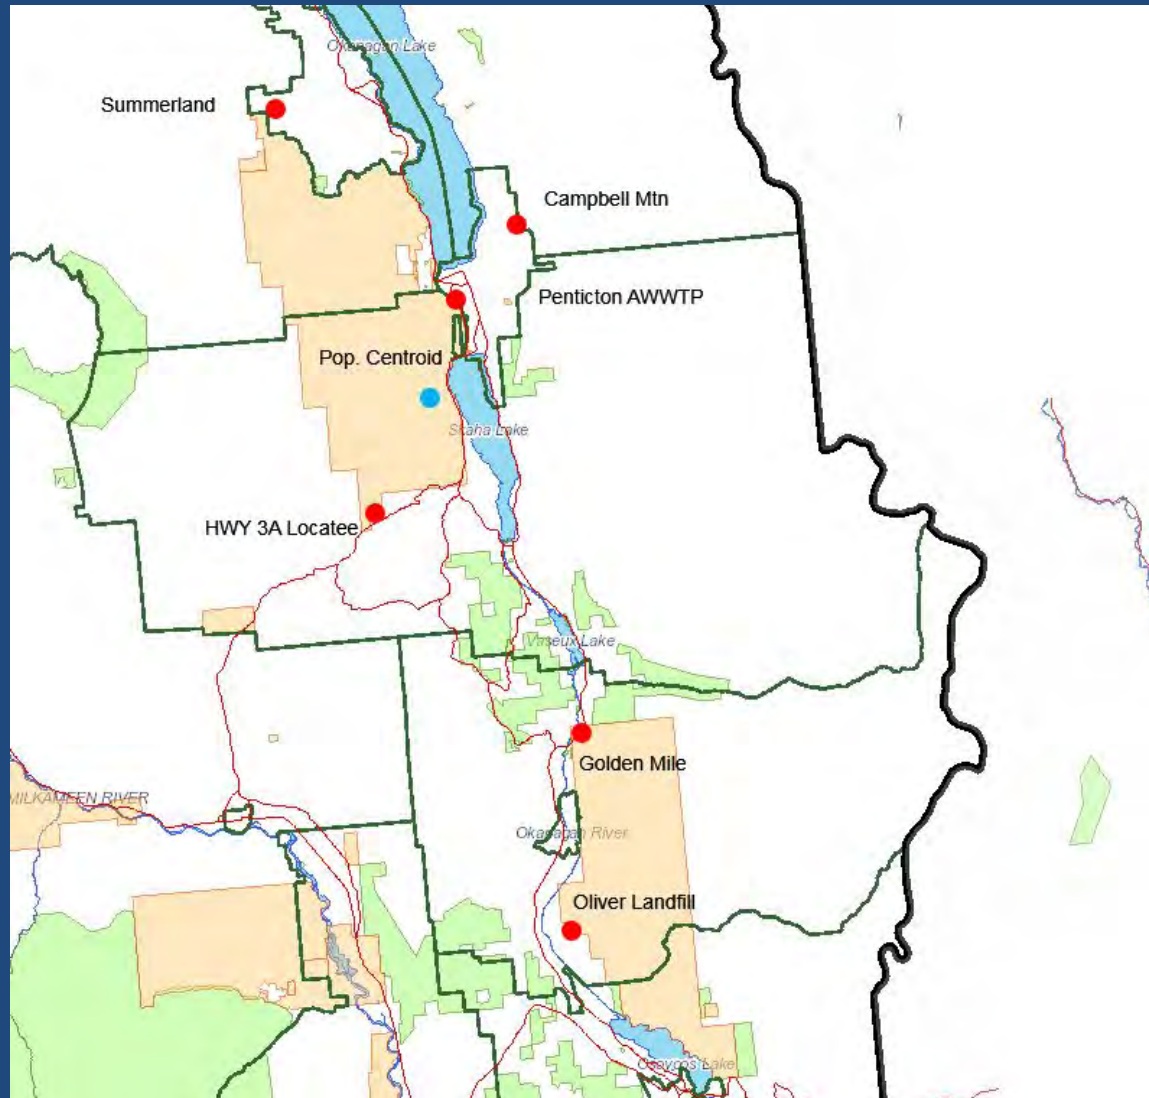 Okanagan Lake
Summerland
Campbell Mtn
Penticton AWWTP
Pop. Centroid
Skaha Lake
HWY 3A Locatee
Vaseux Lake
Golden Mile
MILKAMEEN RIVER
Okanagan River
Oliver Landfill
Osoyoos Lake